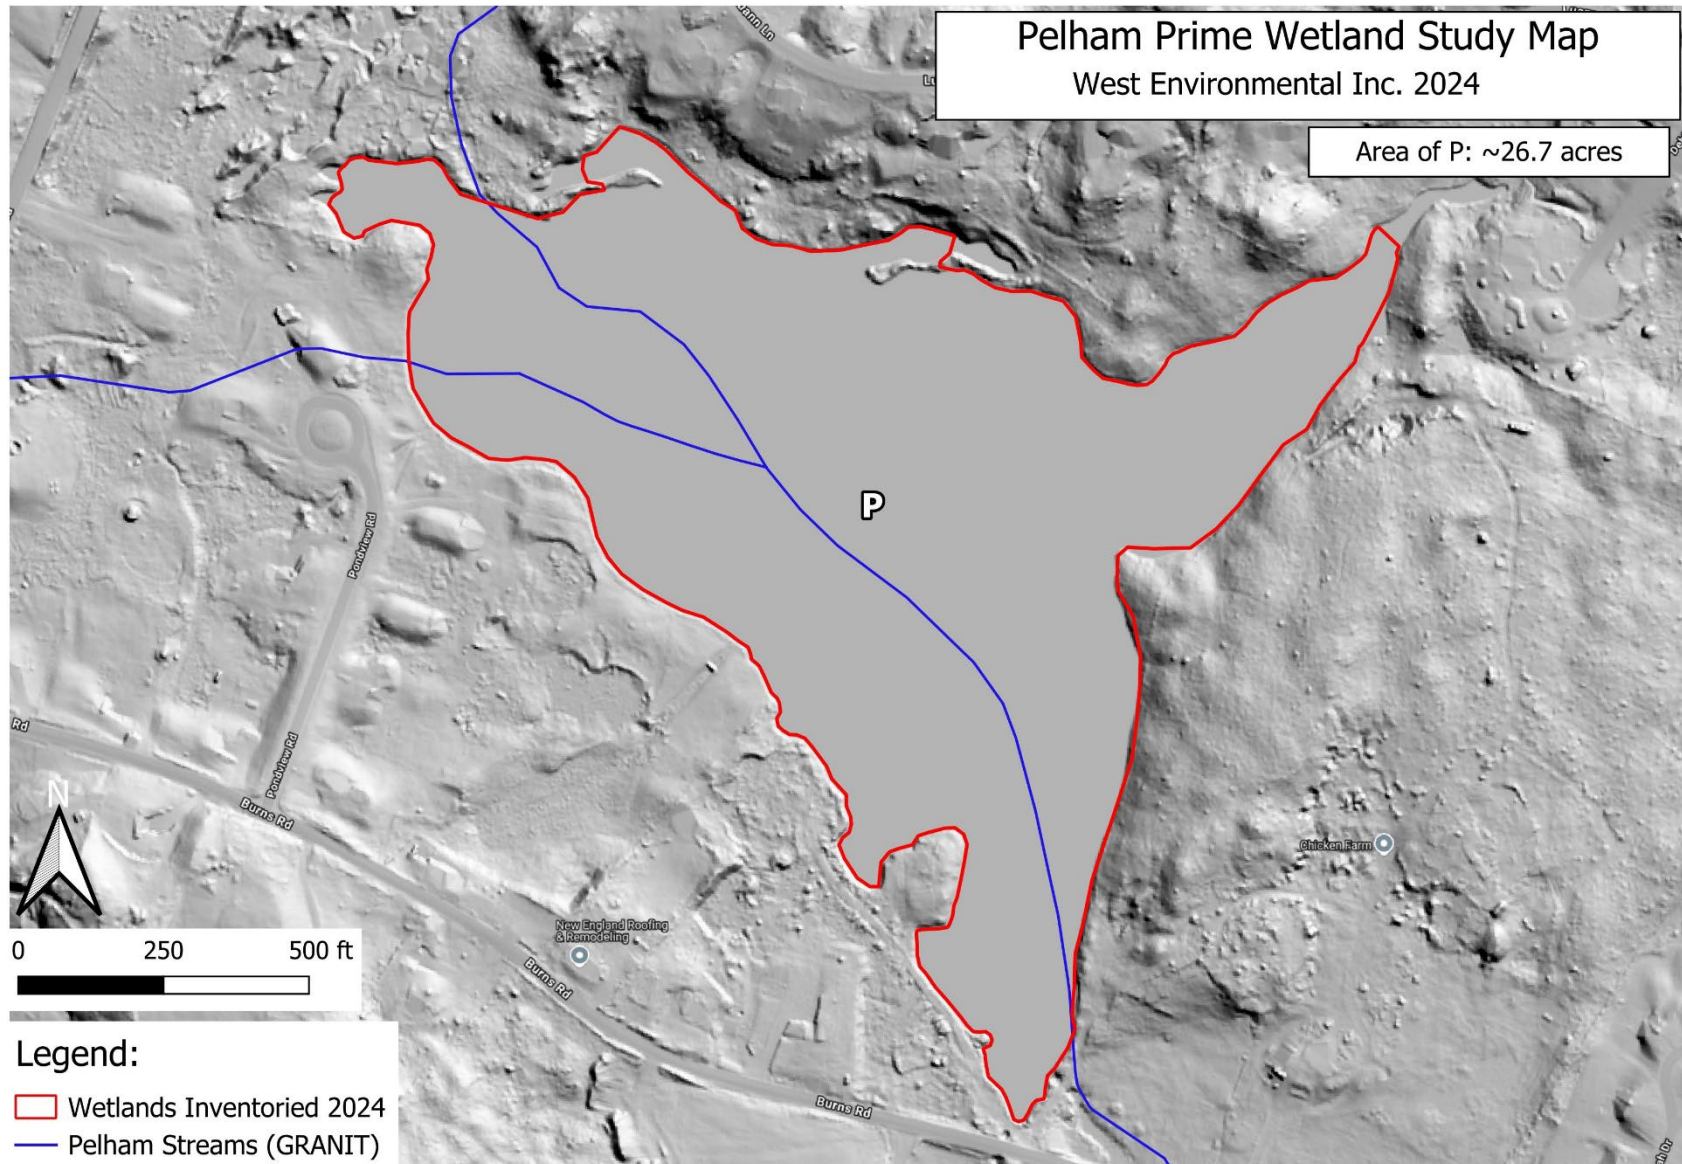 Pelham Prime Wetland Study Map
West Environmental Inc. 2024
Area of P: ~26.7 acres
P
Pondview Rd
Pondview Rd
Rd
Burns Rd
Chicken Farm
New England Roofing
& Remodeling
Burns Rd
Burns Rd
N
0 250 500 ft
Legend:
Wetlands Inventoried 2024
Pelham Streams (GRANIT)